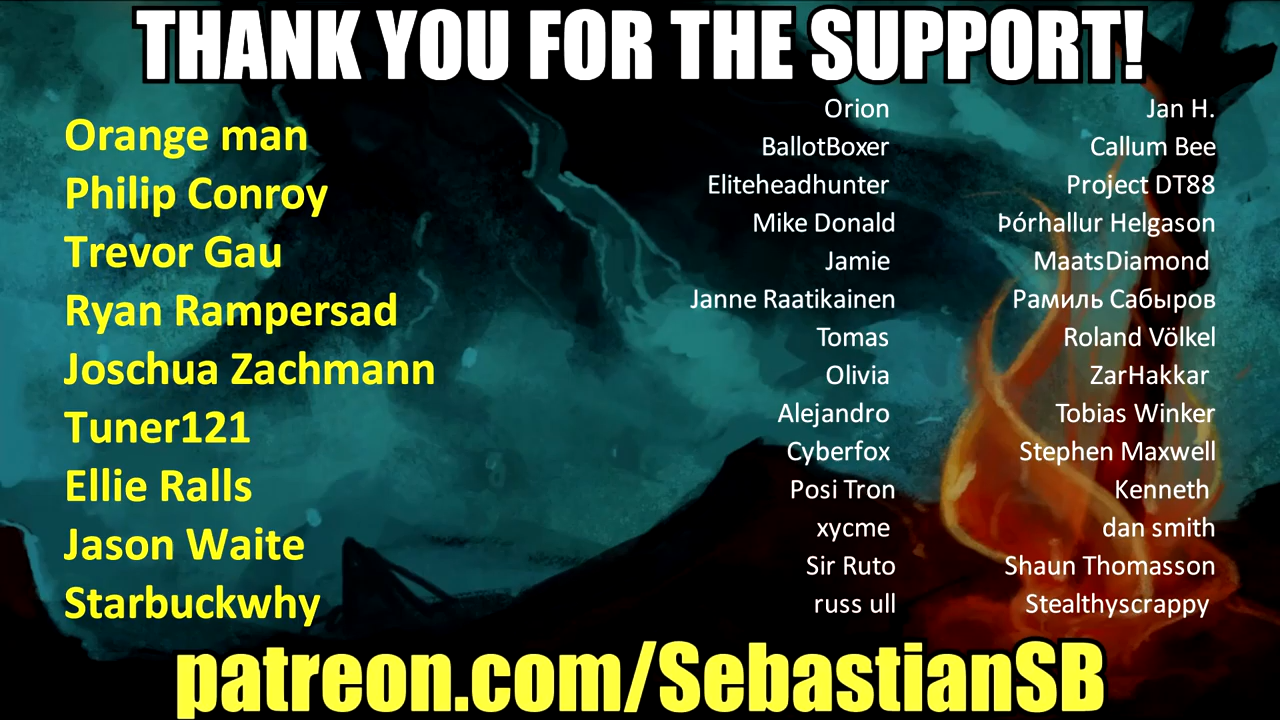 THANK YOU FOR THE SUPPORT!
Orange man
Philip Conroy
Trevor Gau
Ryan Rampersad
Joschua Zachmann
Tuner121
Ellie Ralls
Jason Waite
Starbuckwhy
Orion
BallotBoxer
Eliteheadhunter
Mike Donald
Jamie
Janne Raatikainen
Tomas
Olivia
Alejandro
Cyberfox
Posi Tron
xycme
Sir Ruto
russ ull
Jan H.
Callum Bee
Project DT88
Þórhallur Helgason
MaatsDiamond
Рамиль Сабыров
Roland Völkel
ZarHakkar
Tobias Winker
Stephen Maxwell
Kenneth
dan smith
Shaun Thomasson
Stealthyscrappy
patreon.com/SebastianSB